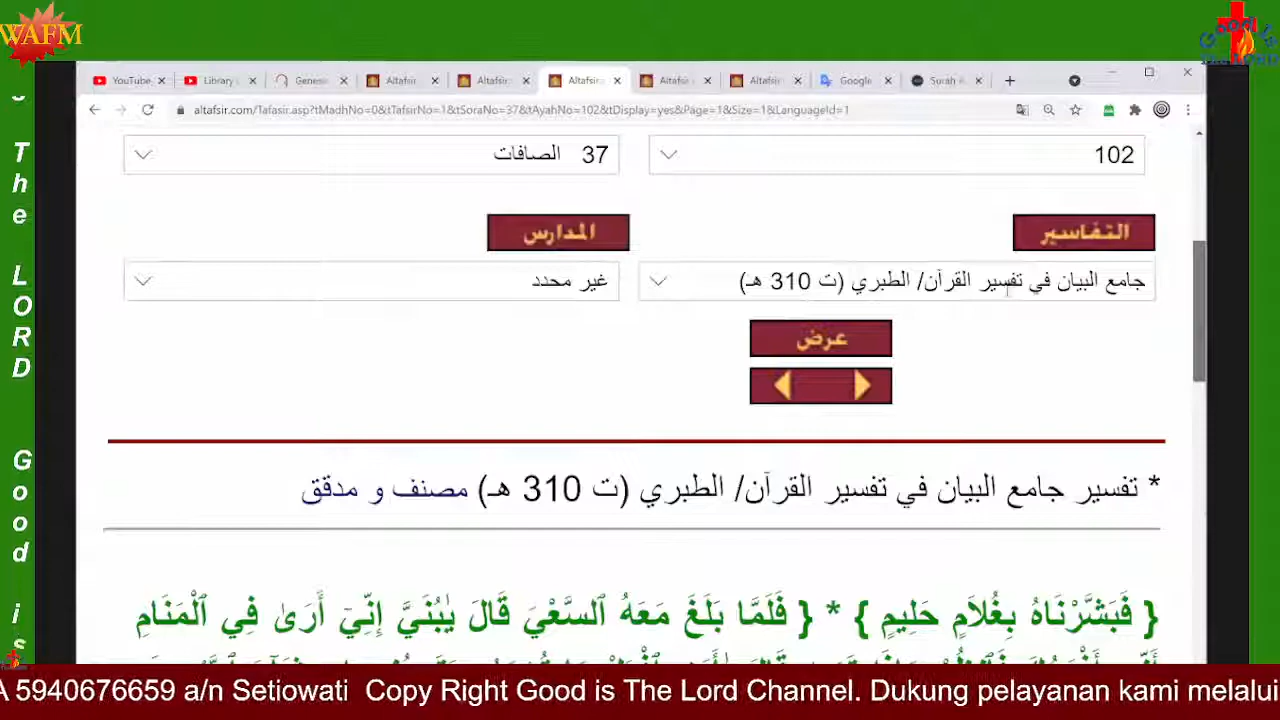 WAFM
YouTube
Library
Genesis
Altafsir
Altafsir
Altafsir
Altafsir
Altafsir
Google
Surah
altafsir.com/Tafasir.asp?tMadhNo=0&tTafsirNo=1&tSoraNo=37&tAyahNo=102&tDisplay=yes&Page=1&Size=1&LanguageId=1
102
37 الصافات
التفاسير
المدارس
جامع البيان في تفسير القرآن/ الطبري (ت 310 هـ)
غير محدد
عرض
* تفسير جامع البيان في تفسير القرآن/ الطبري (ت 310 هـ) مصنف و مدقق
{ فَبَشَّرْنَاهُ بِغُلاَمٍ حَلِيمٍ } * { فَلَمَّا بَلَغَ مَعَهُ ٱلسَّعْيَ قَالَ يٰبُنَيَّ إِنِّيۤ أَرَىٰ فِي ٱلْمَنَامِ
The LORD Good is
A 5940676659 a/n Setiowati Copy Right Good is The Lord Channel. Dukung pelayanan kami melalui